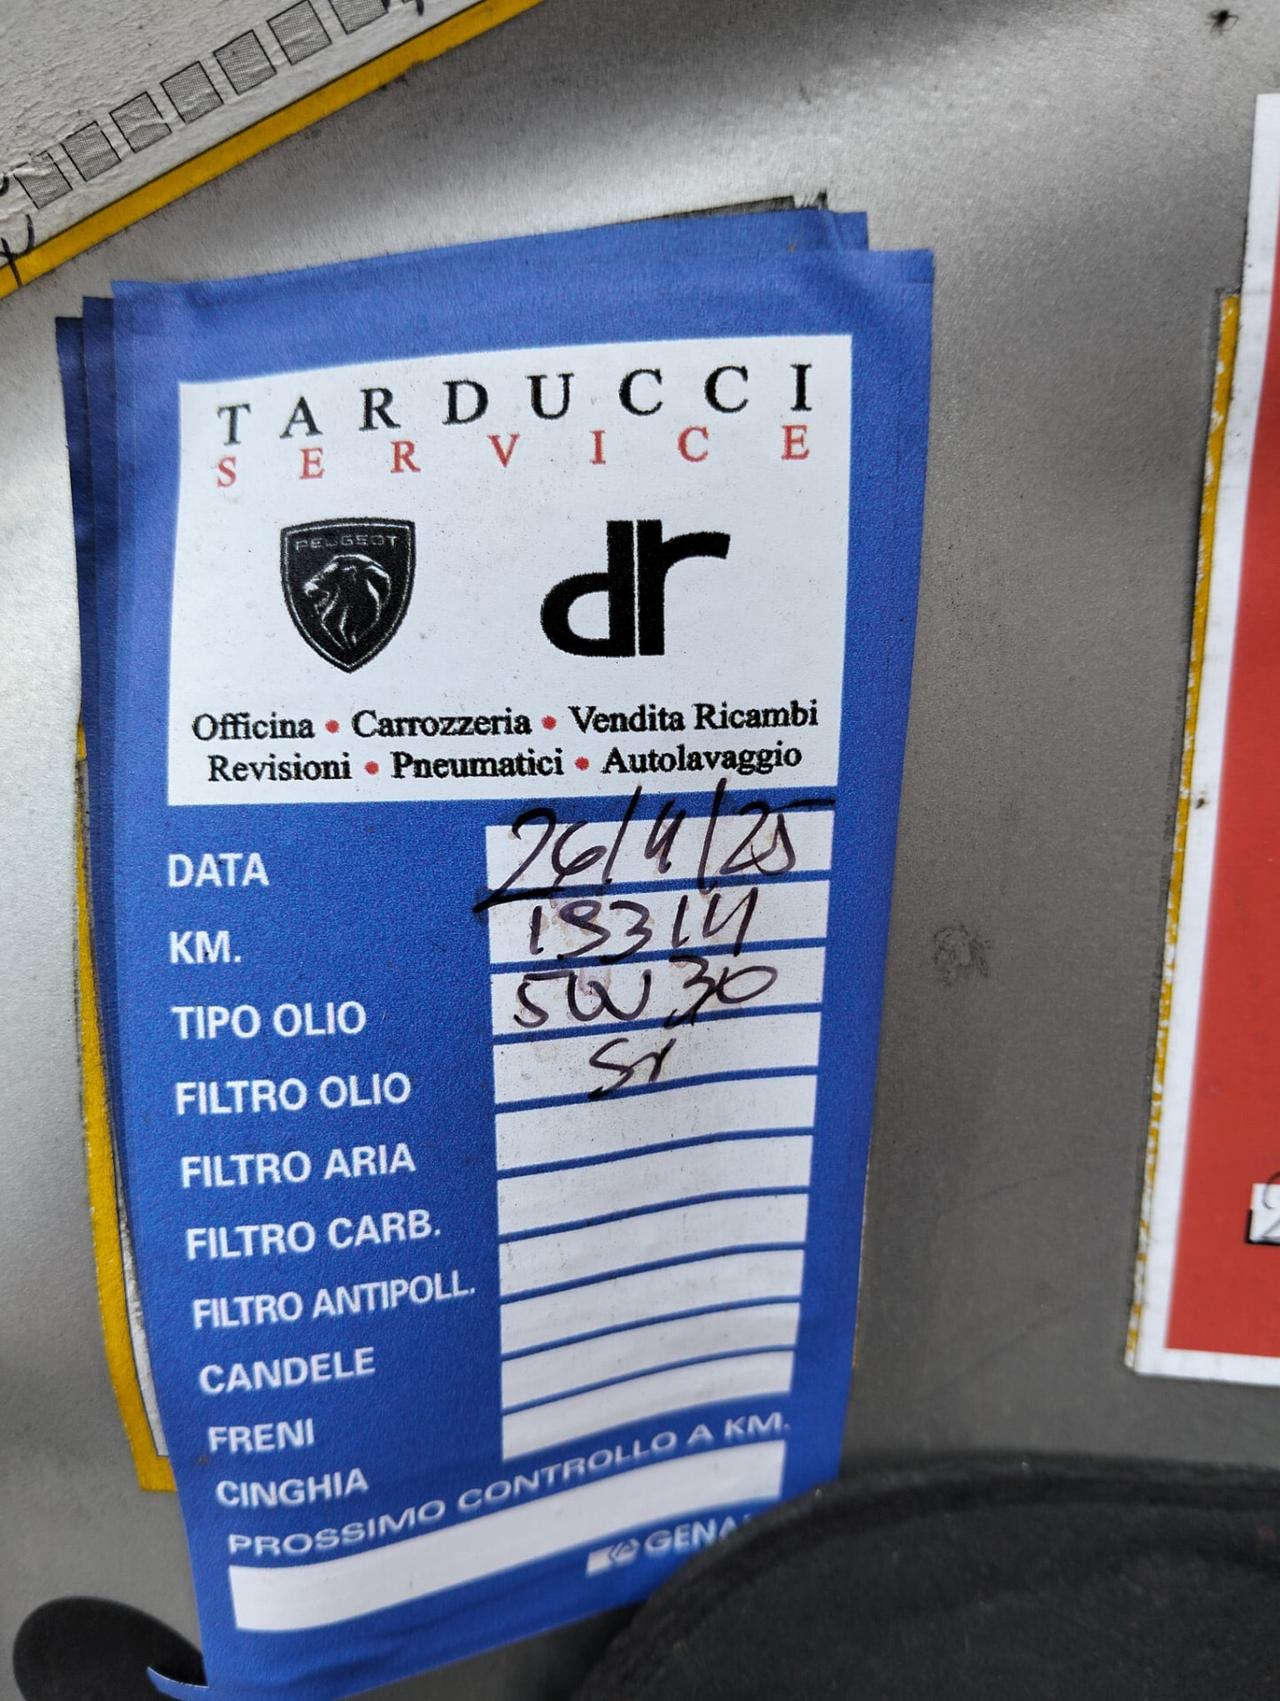 TARDUCCI
SERVICE
PEUGEOT
dr
Officina • Carrozzeria • Vendita Ricambi
Revisioni • Pneumatici • Autolavaggio
DATA 26/4/25
KM. 193114
TIPO OLIO 5W30
FILTRO OLIO SI
FILTRO ARIA
FILTRO CARB.
FILTRO ANTIPOLL.
CANDELE
FRENI
CINGHIA
PROSSIMO CONTROLLO A KM.